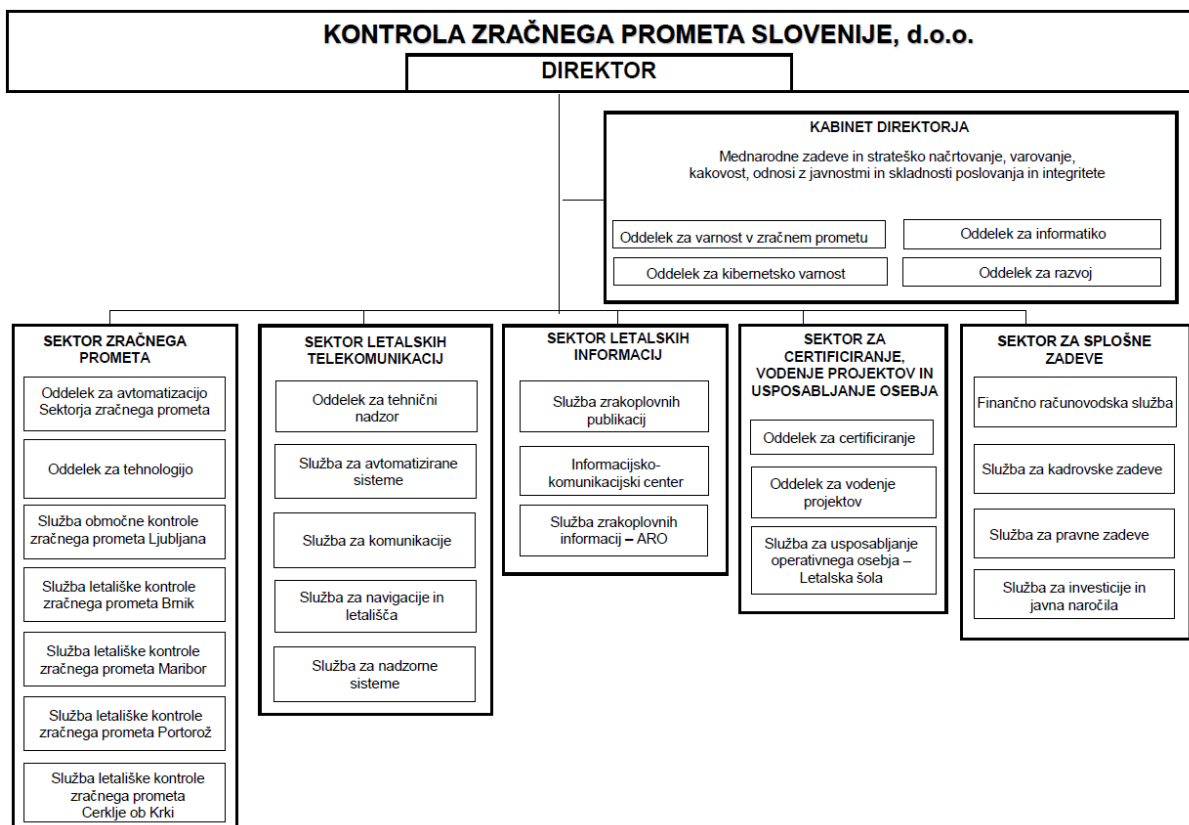 KONTROLA ZRAČNEGA PROMETA SLOVENIJE, d.o.o.
DIREKTOR
KABINET DIREKTORJA
Mednarodne zadeve in strateško načrtovanje, varovanje,
kakovost, odnosi z javnostmi in skladnosti poslovanja in integritete
Oddelek za varnost v zračnem prometu
Oddelek za informatiko
Oddelek za kibernetsko varnost
Oddelek za razvoj
SEKTOR ZRAČNEGA
PROMETA
Oddelek za avtomatizacijo
Sektorja zračnega prometa
Oddelek za tehnologijo
Služba območne kontrole
zračnega prometa Ljubljana
Služba letališke kontrole
zračnega prometa Brnik
Služba letališke kontrole
zračnega prometa Maribor
Služba letališke kontrole
zračnega prometa Portorož
Služba letališke kontrole
zračnega prometa
Cerklje ob Krki
SEKTOR LETALSKIH
TELEKOMUNIKACIJ
Oddelek za tehnični
nadzor
Služba za avtomatizirane
sisteme
Služba za komunikacije
Služba za navigacije in
letališča
Služba za nadzorne
sisteme
SEKTOR LETALSKIH
INFORMACIJ
Služba zrakoplovnih
publikacij
Informacijsko-
komunikacijski center
Služba zrakoplovnih
informacij – ARO
SEKTOR ZA
CERTIFICIRANJE,
VODENJE PROJEKTOV IN
USPOSABLJANJE OSEBJA
Oddelek za certificiranje
Oddelek za vodenje
projektov
Služba za usposabljanje
operativnega osebja –
Letalska šola
SEKTOR ZA SPLOŠNE
ZADEVE
Finančno računovodska služba
Služba za kadrovske zadeve
Služba za pravne zadeve
Služba za investicije in
javna naročila